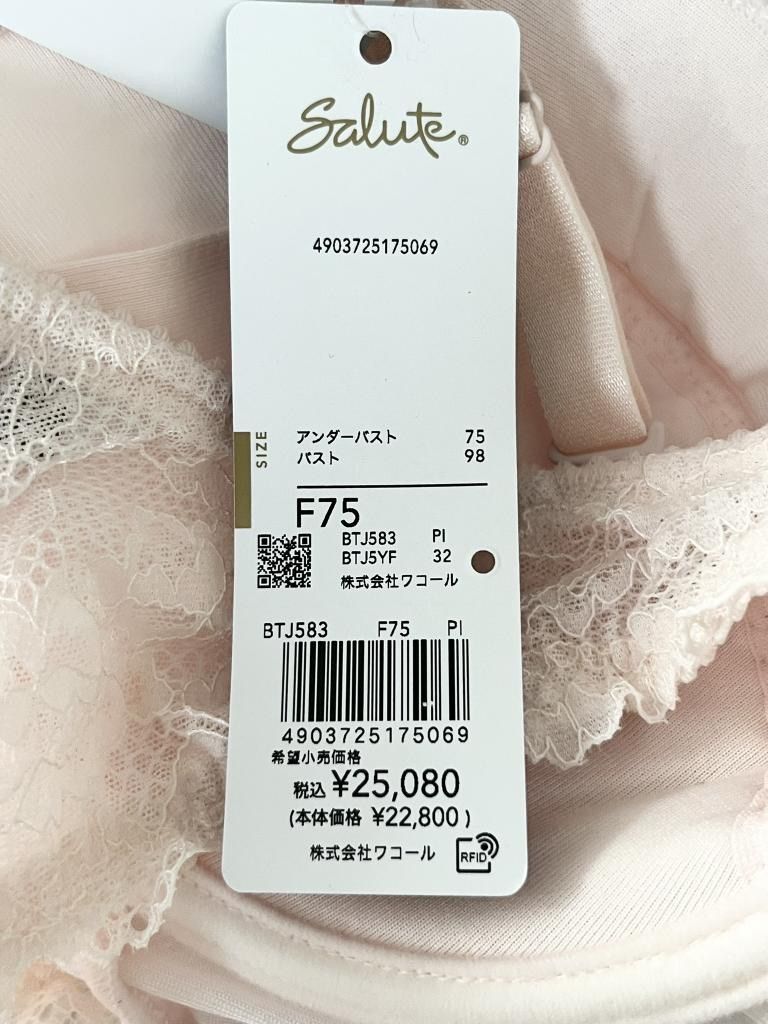 Salute®
4903725175069
SIZE
アンダーバスト 75
バスト 98
F75
BTJ583 PI
BTJ5YF 32
株式会社ワコール
BTJ583 F75 PI
4903725175069
希望小売価格
税込 ¥25,080
(本体価格 ¥22,800)
株式会社ワコール
RFID